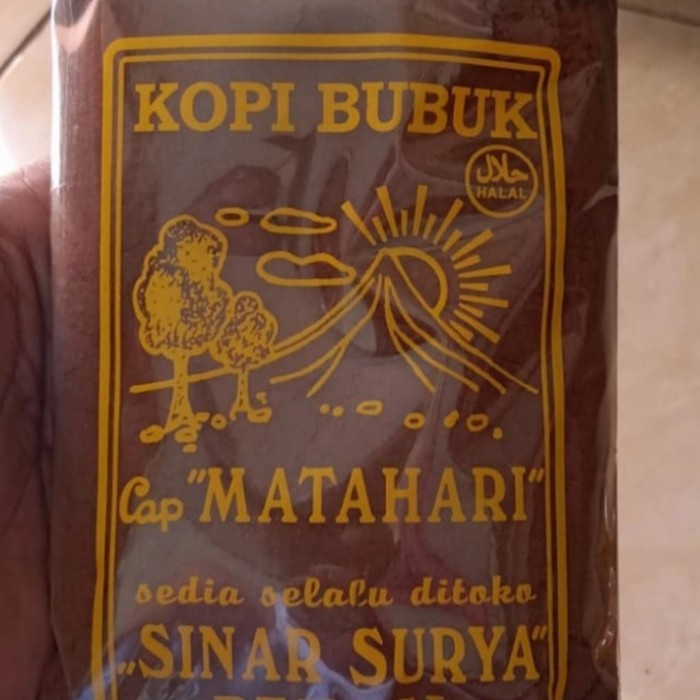 KOPI BUBUK
حلال
HALAL
Cap "MATAHARI"
sedia selalu ditoko
„SINAR SURYA"